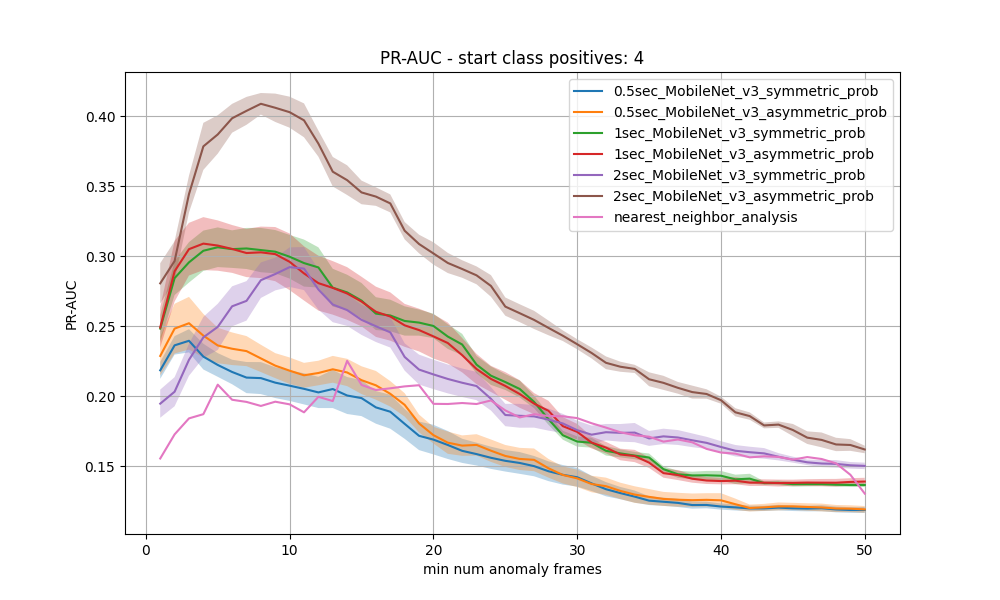 PR-AUC - start class positives: 4
0.5sec_MobileNet_v3_symmetric_prob
0.5sec_MobileNet_v3_asymmetric_prob
1sec_MobileNet_v3_symmetric_prob
1sec_MobileNet_v3_asymmetric_prob
2sec_MobileNet_v3_symmetric_prob
2sec_MobileNet_v3_asymmetric_prob
nearest_neighbor_analysis
PR-AUC
0.40
0.35
0.30
0.25
0.20
0.15
0 10 20 30 40 50
min num anomaly frames